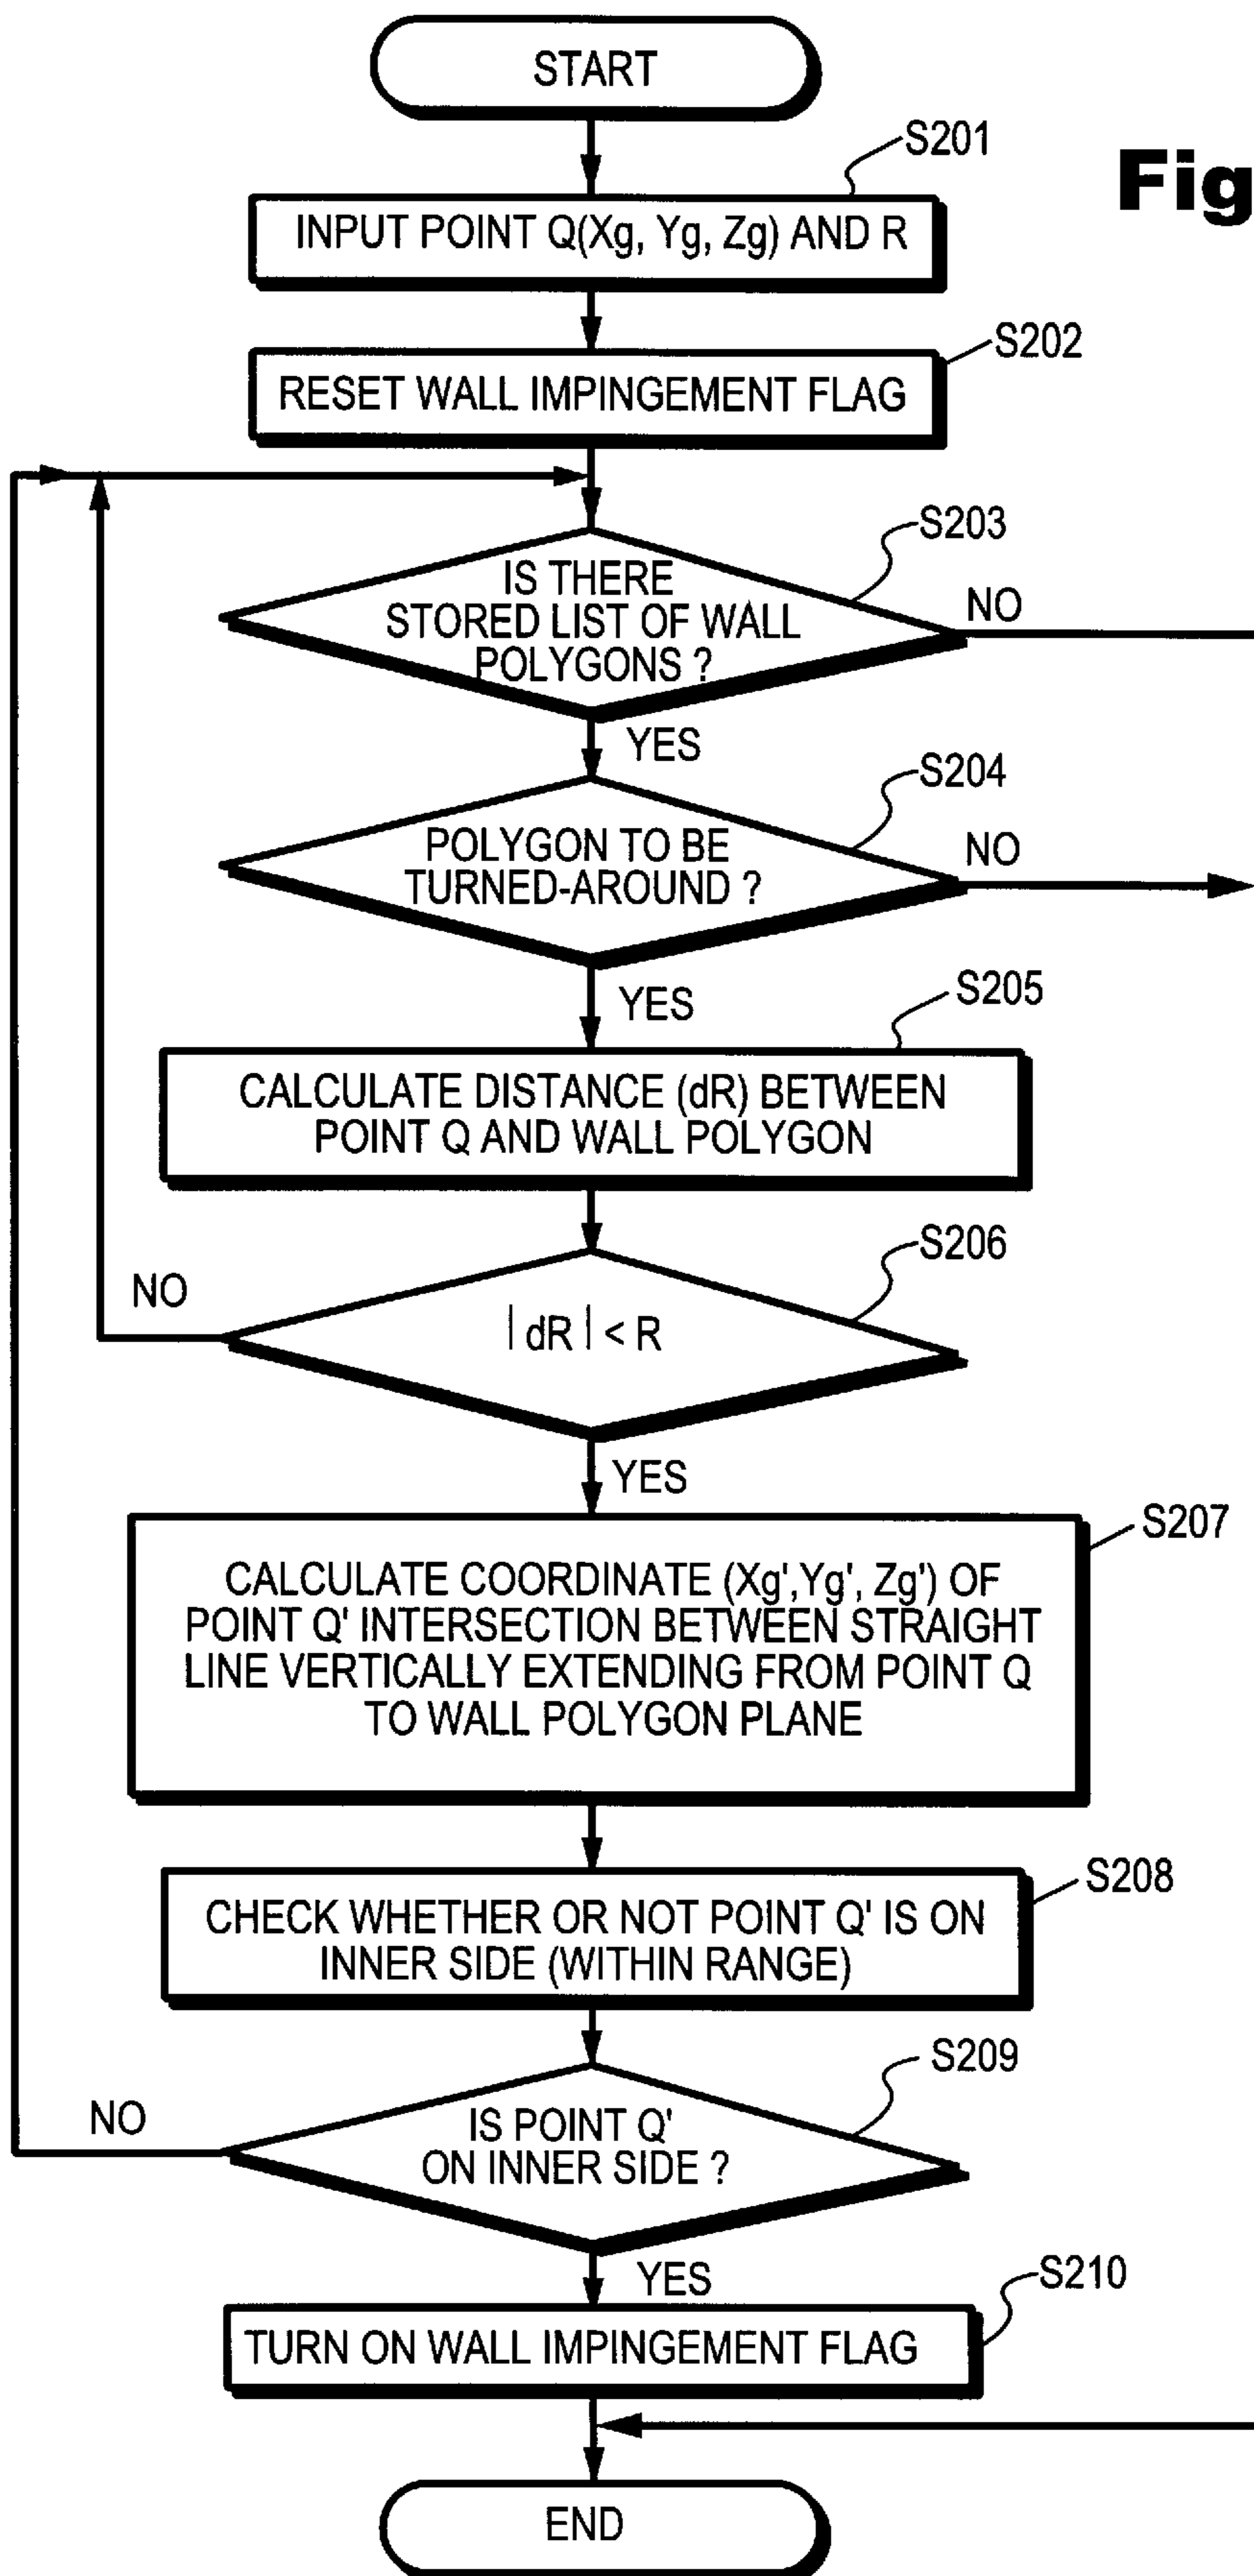 START
S201
Fig
INPUT POINT Q(Xg, Yg, Zg) AND R
S202
RESET WALL IMPINGEMENT FLAG
S203
IS THERE
STORED LIST OF WALL
POLYGONS ?
NO
YES
S204
POLYGON TO BE
TURNED-AROUND ?
NO
YES
S205
CALCULATE DISTANCE (dR) BETWEEN
POINT Q AND WALL POLYGON
S206
NO
|dR| < R
YES
S207
CALCULATE COORDINATE (Xg',Yg', Zg') OF
POINT Q' INTERSECTION BETWEEN STRAIGHT
LINE VERTICALLY EXTENDING FROM POINT Q
TO WALL POLYGON PLANE
S208
CHECK WHETHER OR NOT POINT Q' IS ON
INNER SIDE (WITHIN RANGE)
S209
NO
IS POINT Q'
ON INNER SIDE ?
YES
S210
TURN ON WALL IMPINGEMENT FLAG
END